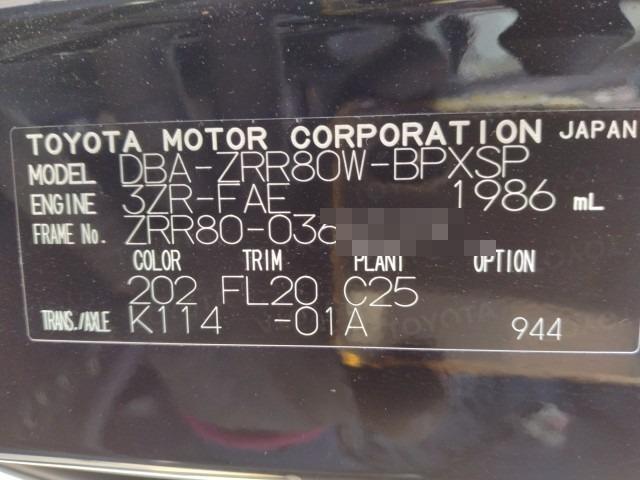 TOYOTA MOTOR CORPORATION JAPAN
MODEL DBA-ZRR80W-BPXSP
ENGINE 3ZR-FAE 1986 mL
FRAME No. ZRR80-036
COLOR TRIM PLANT OPTION
202 FL20 C25
TRANS./AXLE K114 -01A 944